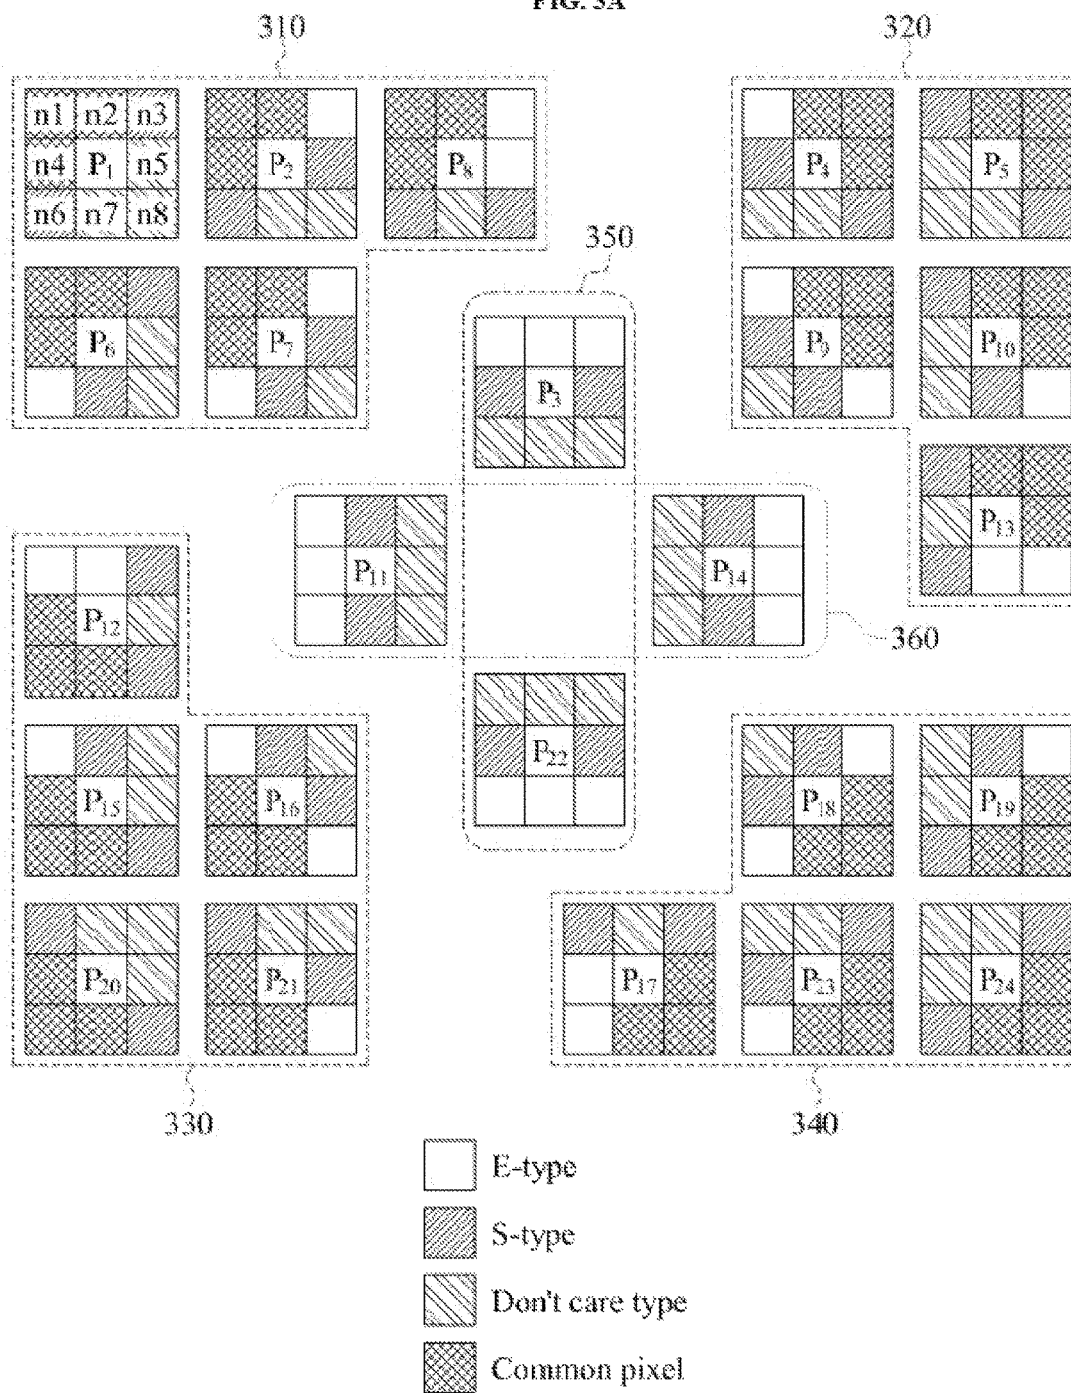 FIG. 3A
310
320
n1 n2 n3
n4 P1 n5
n6 n7 n8
P2
P8
P4
P5
350
P6
P7
P3
P9
P10
P11
P14
P13
P12
360
P22
P15
P16
P18
P19
P20
P21
P17
P23
P24
330
340
E-type
S-type
Don't care type
Common pixel